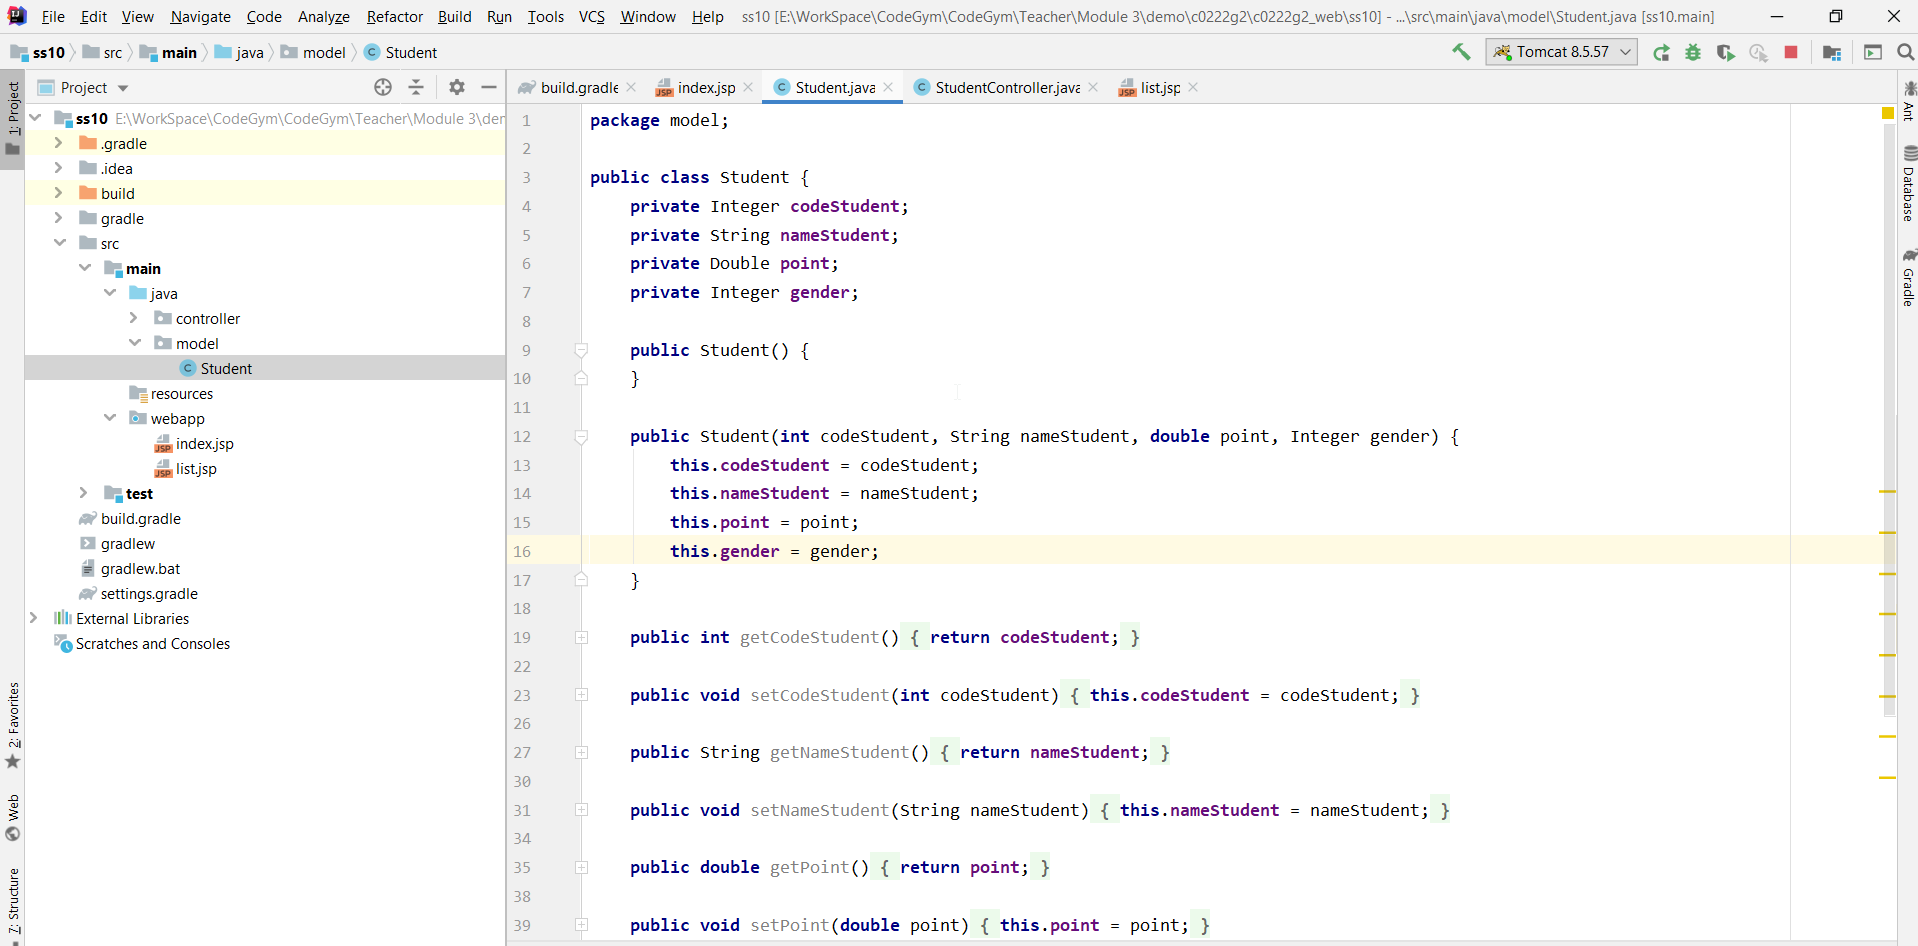 File Edit View Navigate Code Analyze Refactor Build Run Tools VCS Window Help ss10 [E:\WorkSpace\CodeGym\CodeGym\Teacher\Module 3\demo\c0222g2\c0222g2_web\ss10] - ...\src\main\java\model\Student.java [ss10.main]
ss10 src main java model Student
Tomcat 8.5.57
1: Project
Project
build.gradle index.jsp Student.java StudentController.java list.jsp
ss10 E:\WorkSpace\CodeGym\CodeGym\Teacher\Module 3\der
.gradle
.idea
build
gradle
src
main
java
controller
model
Student
resources
webapp
index.jsp
list.jsp
test
build.gradle
gradlew
gradlew.bat
settings.gradle
External Libraries
Scratches and Consoles
2: Favorites
Web
7: Structure
1 package model;
2
3 public class Student {
4 private Integer codeStudent;
5 private String nameStudent;
6 private Double point;
7 private Integer gender;
8
9 public Student() {
10 }
11
12 public Student(int codeStudent, String nameStudent, double point, Integer gender) {
13 this.codeStudent = codeStudent;
14 this.nameStudent = nameStudent;
15 this.point = point;
16 this.gender = gender;
17 }
18
19 public int getCodeStudent() { return codeStudent; }
22
23 public void setCodeStudent(int codeStudent) { this.codeStudent = codeStudent; }
26
27 public String getNameStudent() { return nameStudent; }
30
31 public void setNameStudent(String nameStudent) { this.nameStudent = nameStudent; }
34
35 public double getPoint() { return point; }
38
39 public void setPoint(double point) { this.point = point; }
Ant
Database
Gradle